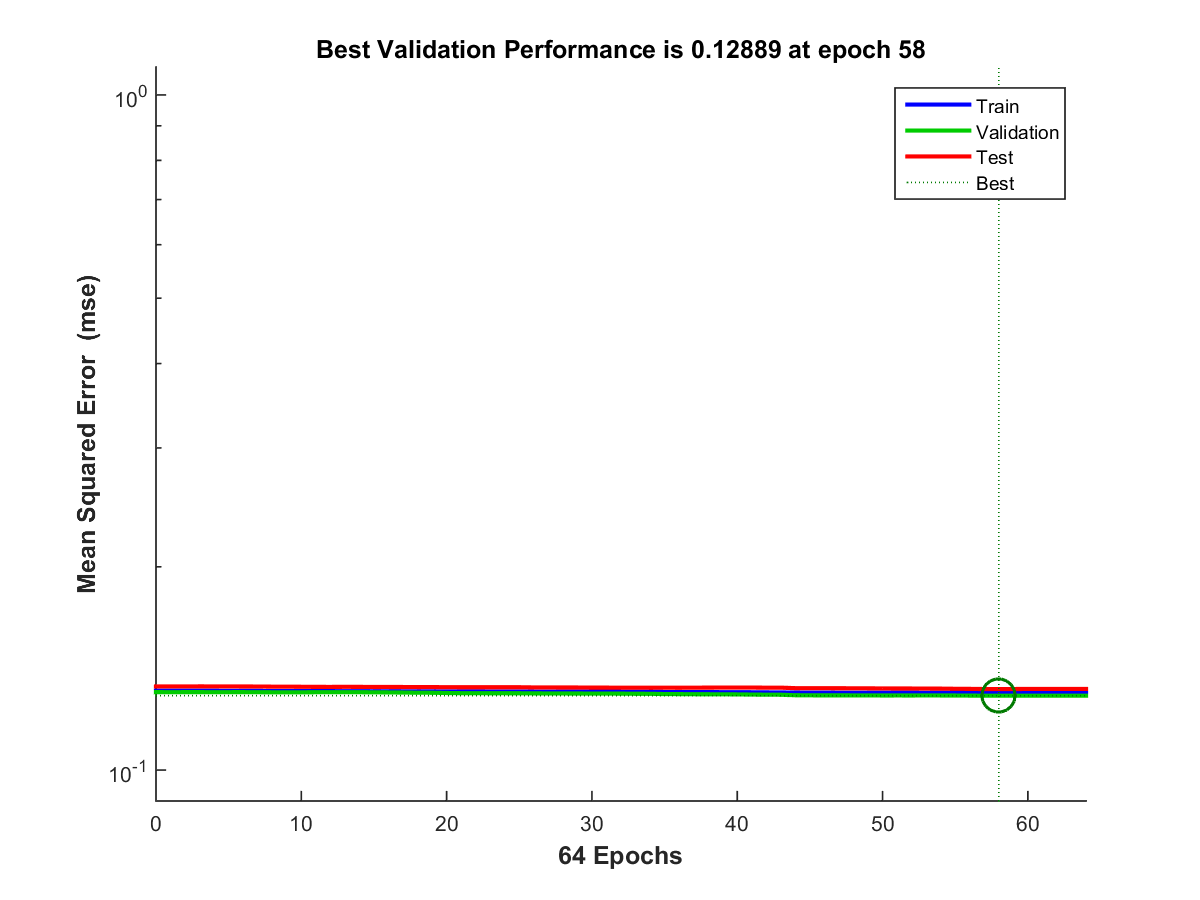 Best Validation Performance is 0.12889 at epoch 58
10^0
10^-1
Mean Squared Error (mse)
Train
Validation
Test
Best
0 10 20 30 40 50 60
64 Epochs